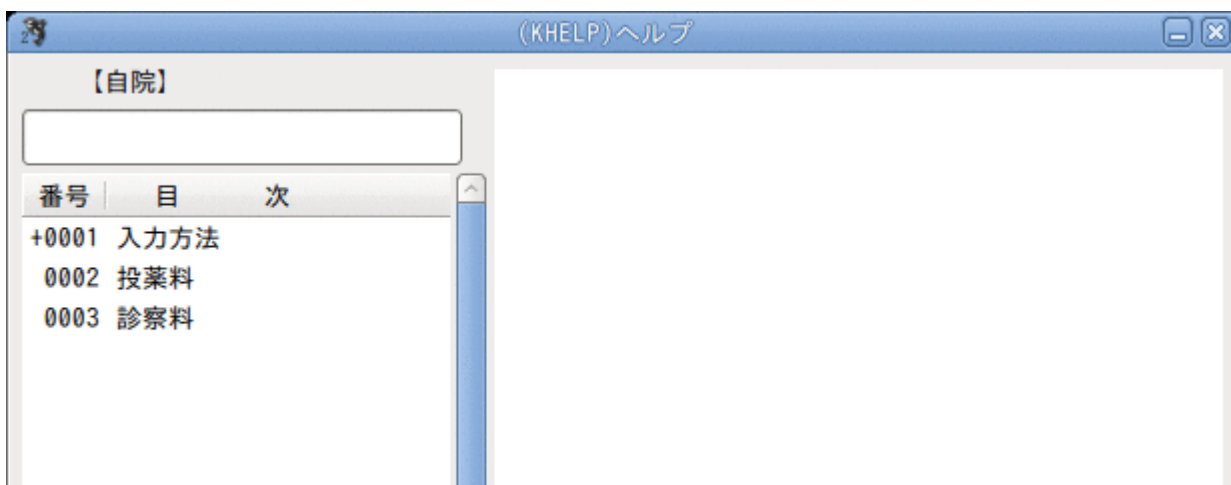 (KHELP)ヘルプ
【自院】
番号 目 次
+0001 入力方法
0002 投薬料
0003 診察料